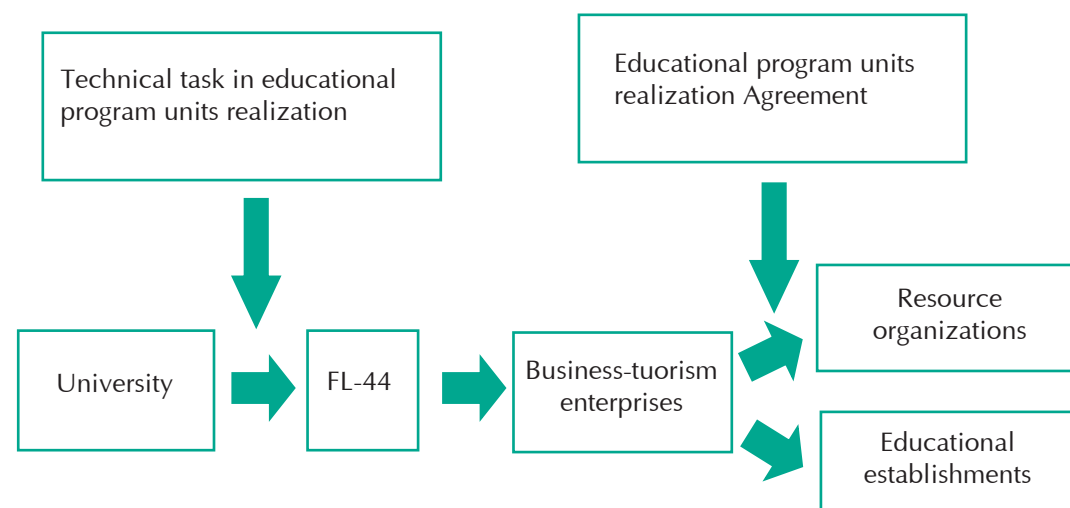 Technical task in educational
program units realization
Educational program units
realization Agreement
University
FL-44
Business-tuorism
enterprises
Resource
organizations
Educational
establishments